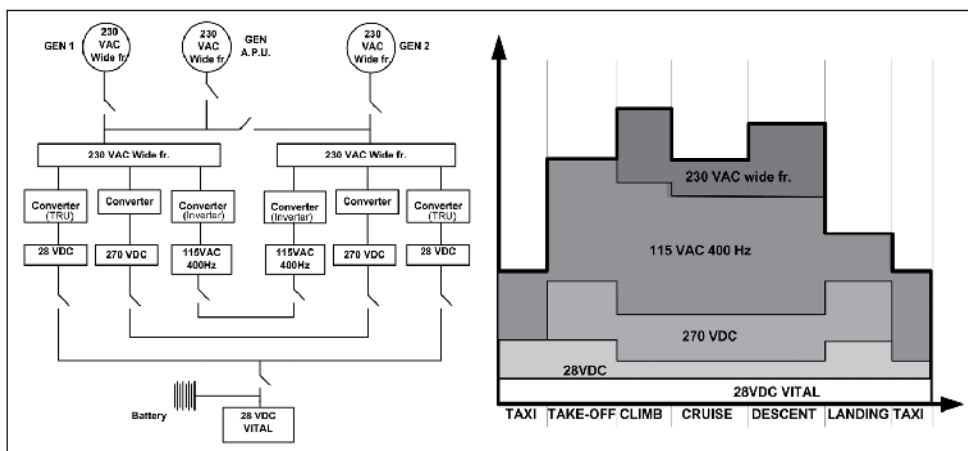 GEN 1
230
VAC
Wide fr.
230
VAC
Wide fr.
GEN
A.P.U.
230
VAC
Wide fr.
GEN 2
230 VAC Wide fr.
230 VAC Wide fr.
Converter
(TRU)
Converter
Converter
(Inverter)
Converter
(Inverter)
Converter
Converter
(TRU)
28 VDC
270 VDC
115VAC
400Hz
115VAC
400Hz
270 VDC
28 VDC
Battery
28 VDC
VITAL
230 VAC wide fr.
115 VAC 400 Hz
270 VDC
28VDC
28VDC VITAL
TAXI TAKE-OFF CLIMB CRUISE DESCENT LANDING TAXI